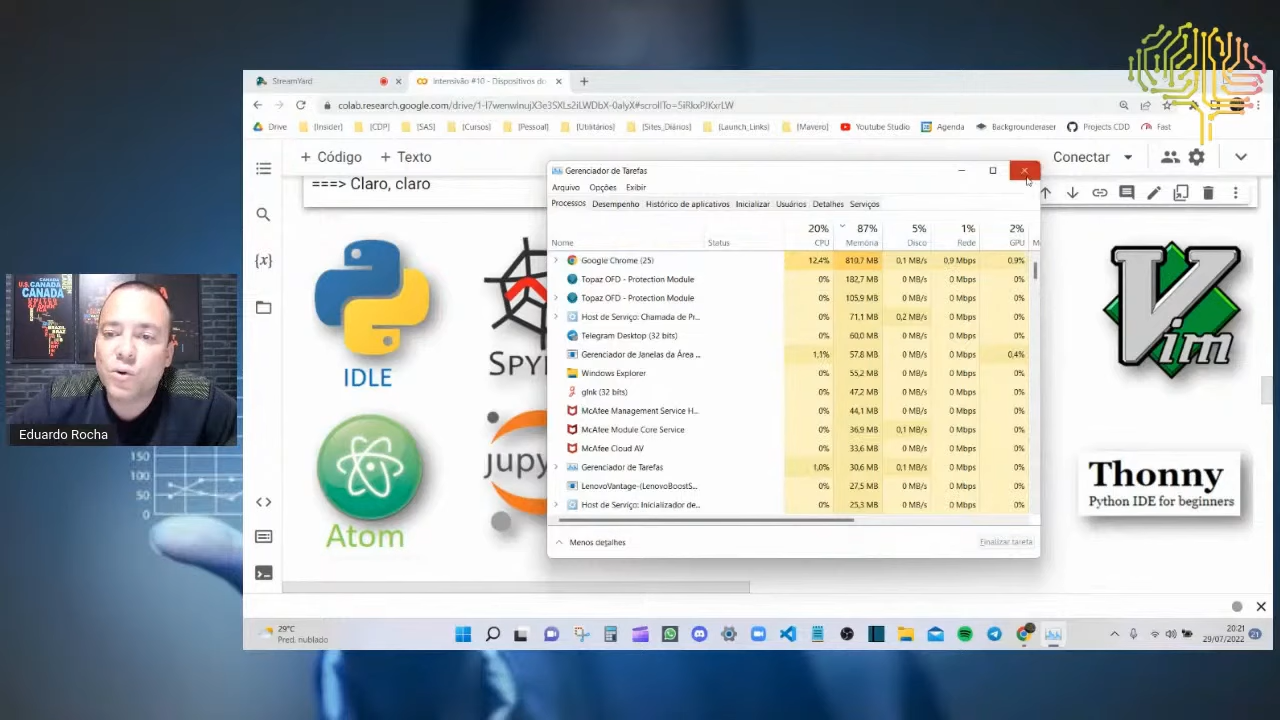 StreamYard
Intensivão #10 - Dispositivos de
colab.research.google.com/drive/
Drive
[Insider]
[CDP]
[SAS]
[Cursos]
[Pessoal]
[Utilitários]
[Sites_Diários]
[Launch_Links]
[Mavero]
Youtube Studio
Agenda
Backgrounderaser
Projects CDD
Fast
+ Código
+ Texto
Conectar
===> Claro, claro
IDLE
SPY
Vim
Atom
jupy
Thonny
Python IDE for beginners
Gerenciador de Tarefas
Arquivo Opções Exibir
Processos Desempenho Histórico de aplicativos Inicializar Usuários Detalhes Serviços
20% 87% 5% 1% 2%
Nome Status CPU Memória Disco Rede GPU M
Google Chrome (25) 12,4% 810,7 MB 0,1 MB/s 0,9 Mbps 0,9%
Topaz OFD - Protection Module 0% 182,7 MB 0 MB/s 0 Mbps 0%
Topaz OFD - Protection Module 0% 105,9 MB 0 MB/s 0 Mbps 0%
Host de Serviço: Chamada de Pr... 0% 71,1 MB 0,2 MB/s 0 Mbps 0%
Telegram Desktop (32 bits) 0% 60,0 MB 0 MB/s 0 Mbps 0%
Gerenciador de Janelas da Área ... 1,1% 57,8 MB 0 MB/s 0 Mbps 0,4%
Windows Explorer 0% 55,2 MB 0 MB/s 0 Mbps 0%
gInk (32 bits) 0% 47,2 MB 0 MB/s 0 Mbps 0%
McAfee Management Service H... 0% 44,1 MB 0 MB/s 0 Mbps 0%
McAfee Module Core Service 0% 36,9 MB 0,1 MB/s 0 Mbps 0%
McAfee Cloud AV 0% 33,6 MB 0 MB/s 0 Mbps 0%
Gerenciador de Tarefas 1,0% 30,6 MB 0,1 MB/s 0 Mbps 0%
LenovoVantage-(LenovoBoostS... 0% 27,5 MB 0 MB/s 0 Mbps 0%
Host de Serviço: Inicializador de... 0% 25,3 MB 0 MB/s 0 Mbps 0%
Menos detalhes
Finalizar tarefa
U.S. CANADA
CANADA
CANADA
Eduardo Rocha
150
100
50
0
29°C
Pred. nublado
20:21
29/07/2022